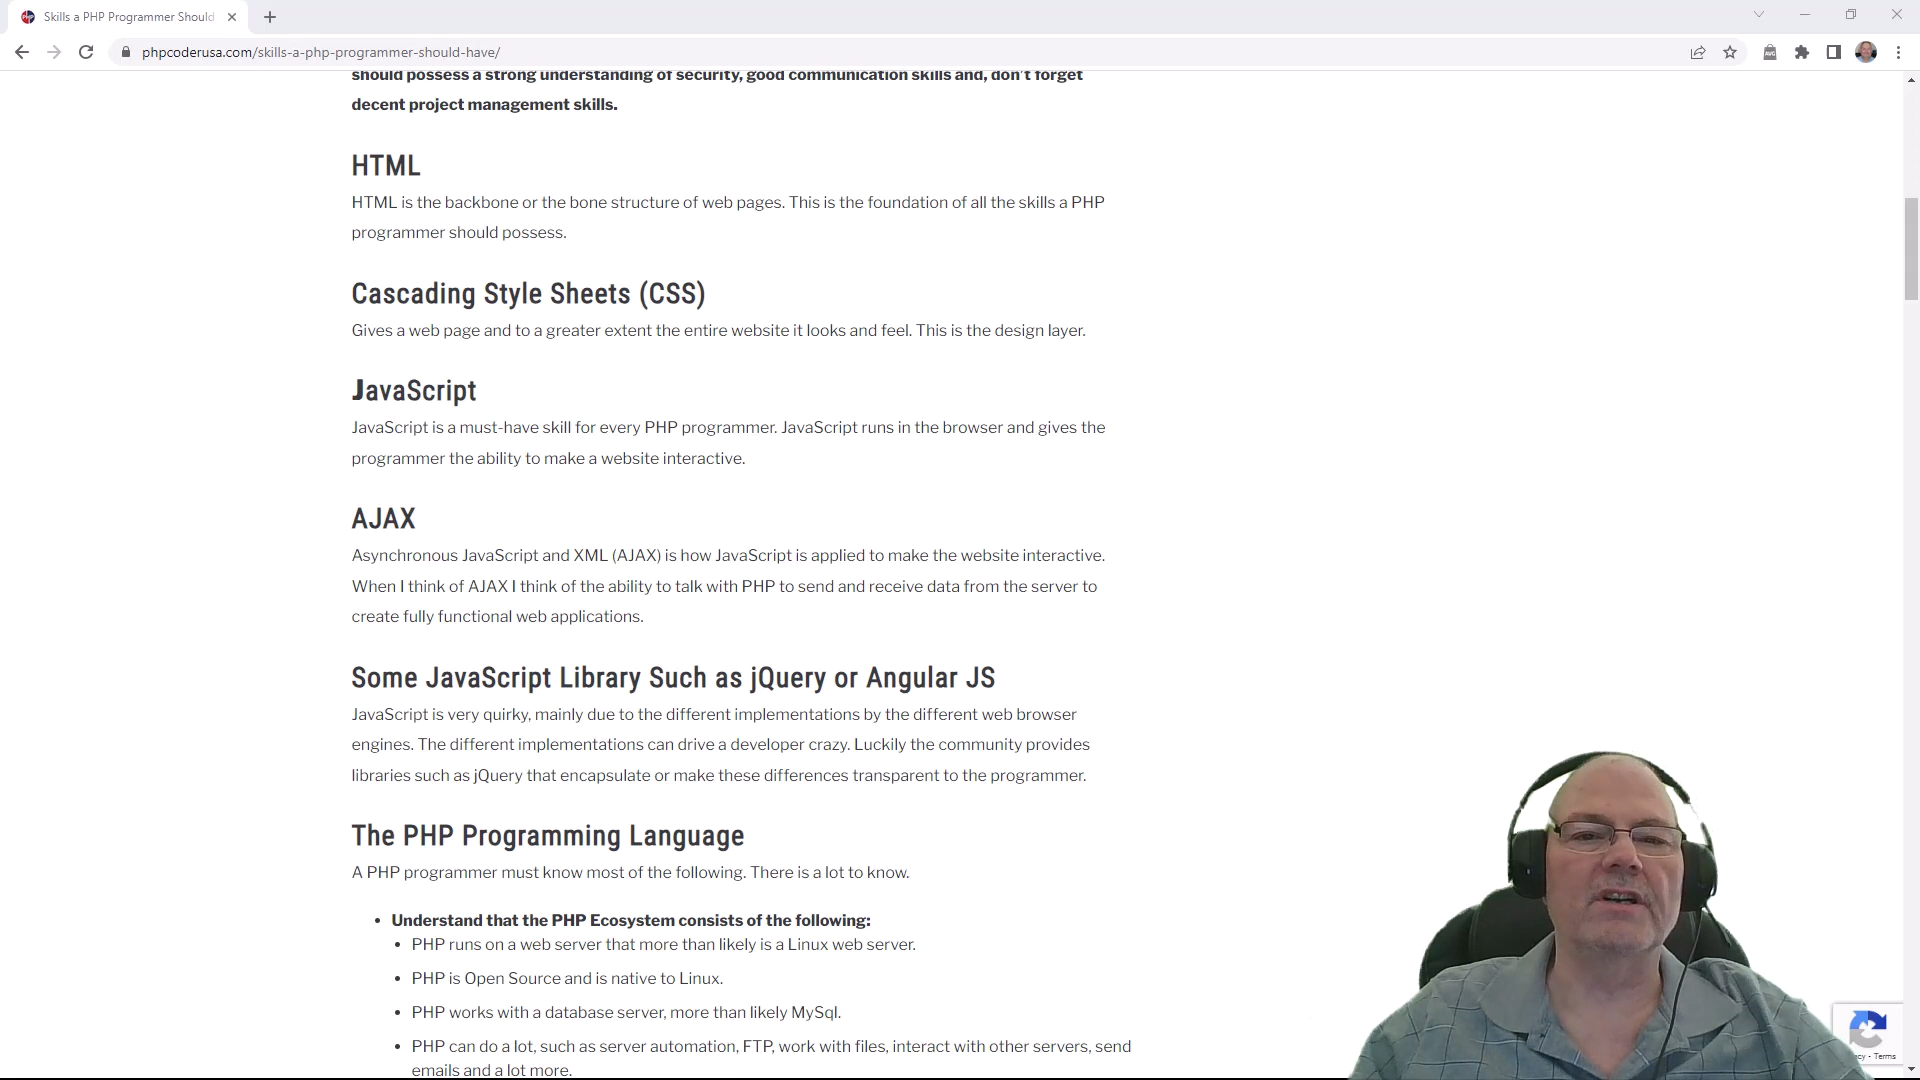 Skills a PHP Programmer Should
phpcoderusa.com/skills-a-php-programmer-should-have/
should possess a strong understanding of security, good communication skills and, don't forget
decent project management skills.
HTML
HTML is the backbone or the bone structure of web pages. This is the foundation of all the skills a PHP
programmer should possess.
Cascading Style Sheets (CSS)
Gives a web page and to a greater extent the entire website it looks and feel. This is the design layer.
JavaScript
JavaScript is a must-have skill for every PHP programmer. JavaScript runs in the browser and gives the
programmer the ability to make a website interactive.
AJAX
Asynchronous JavaScript and XML (AJAX) is how JavaScript is applied to make the website interactive.
When I think of AJAX I think of the ability to talk with PHP to send and receive data from the server to
create fully functional web applications.
Some JavaScript Library Such as jQuery or Angular JS
JavaScript is very quirky, mainly due to the different implementations by the different web browser
engines. The different implementations can drive a developer crazy. Luckily the community provides
libraries such as jQuery that encapsulate or make these differences transparent to the programmer.
The PHP Programming Language
A PHP programmer must know most of the following. There is a lot to know.
• Understand that the PHP Ecosystem consists of the following:
• PHP runs on a web server that more than likely is a Linux web server.
• PHP is Open Source and is native to Linux.
• PHP works with a database server, more than likely MySql.
• PHP can do a lot, such as server automation, FTP, work with files, interact with other servers, send
emails and a lot more.
Terms